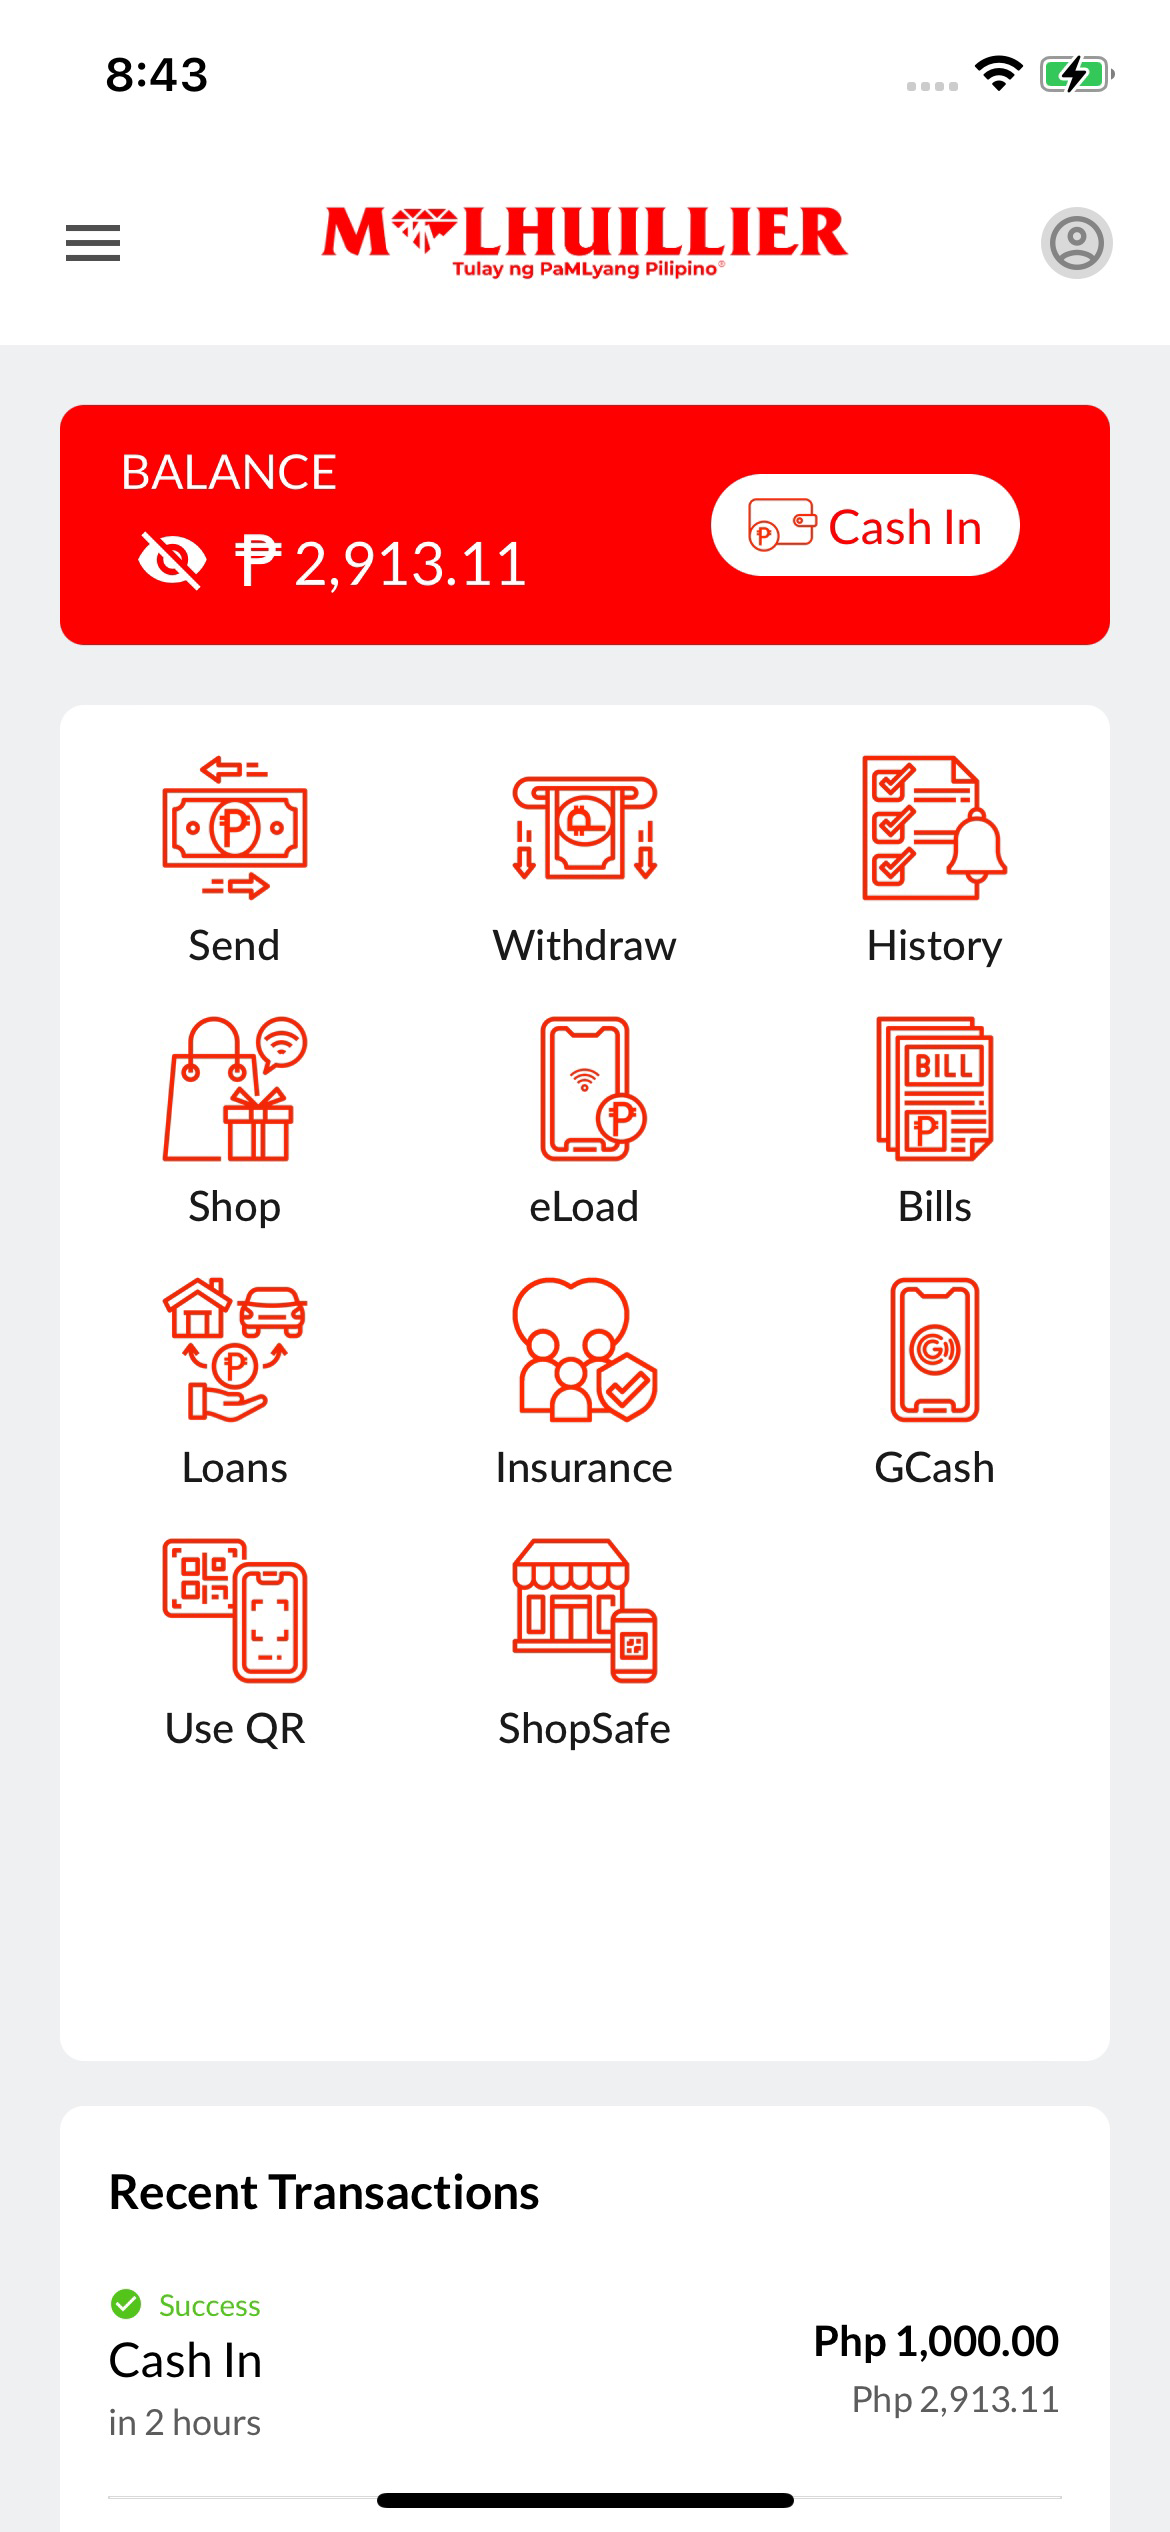 8:43
M LHUILLIER
Tulay ng PaMLyang Pilipino®
BALANCE
₱ 2,913.11
Cash In
Send
Withdraw
History
Shop
eLoad
BILL
Bills
Loans
Insurance
GCash
Use QR
ShopSafe
Recent Transactions
Success
Cash In
Php 1,000.00
in 2 hours
Php 2,913.11